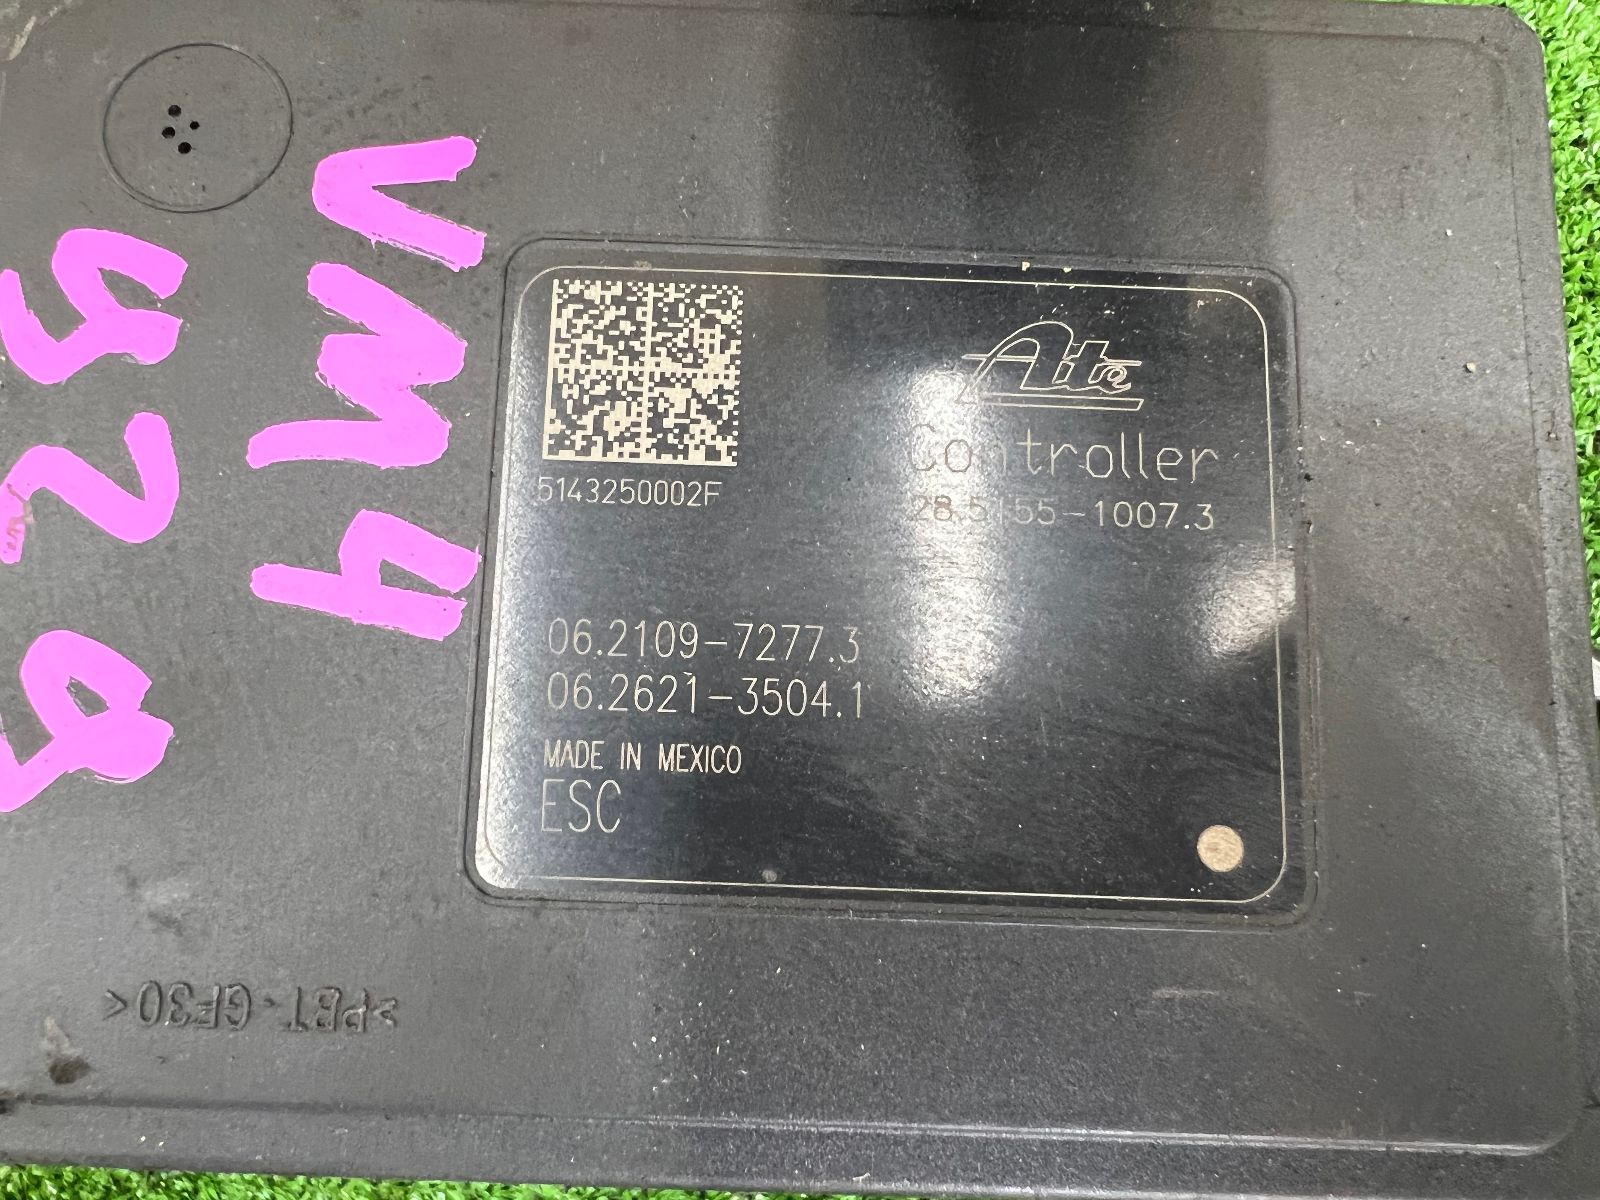 VM4
5143250002F
Ate
Controller
28.5155-1007.3
06.2109-7277.3
06.2621-3504.1
MADE IN MEXICO
ESC
>PBT-GF30<